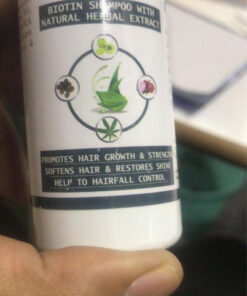 BIOTIN SHAMPOO WITH
NATURAL HERBAL EXTRACT
PROMOTES HAIR GROWTH & STRENGTH
SOFTENS HAIR & RESTORES SHINE
HELP TO HAIRFALL CONTROL